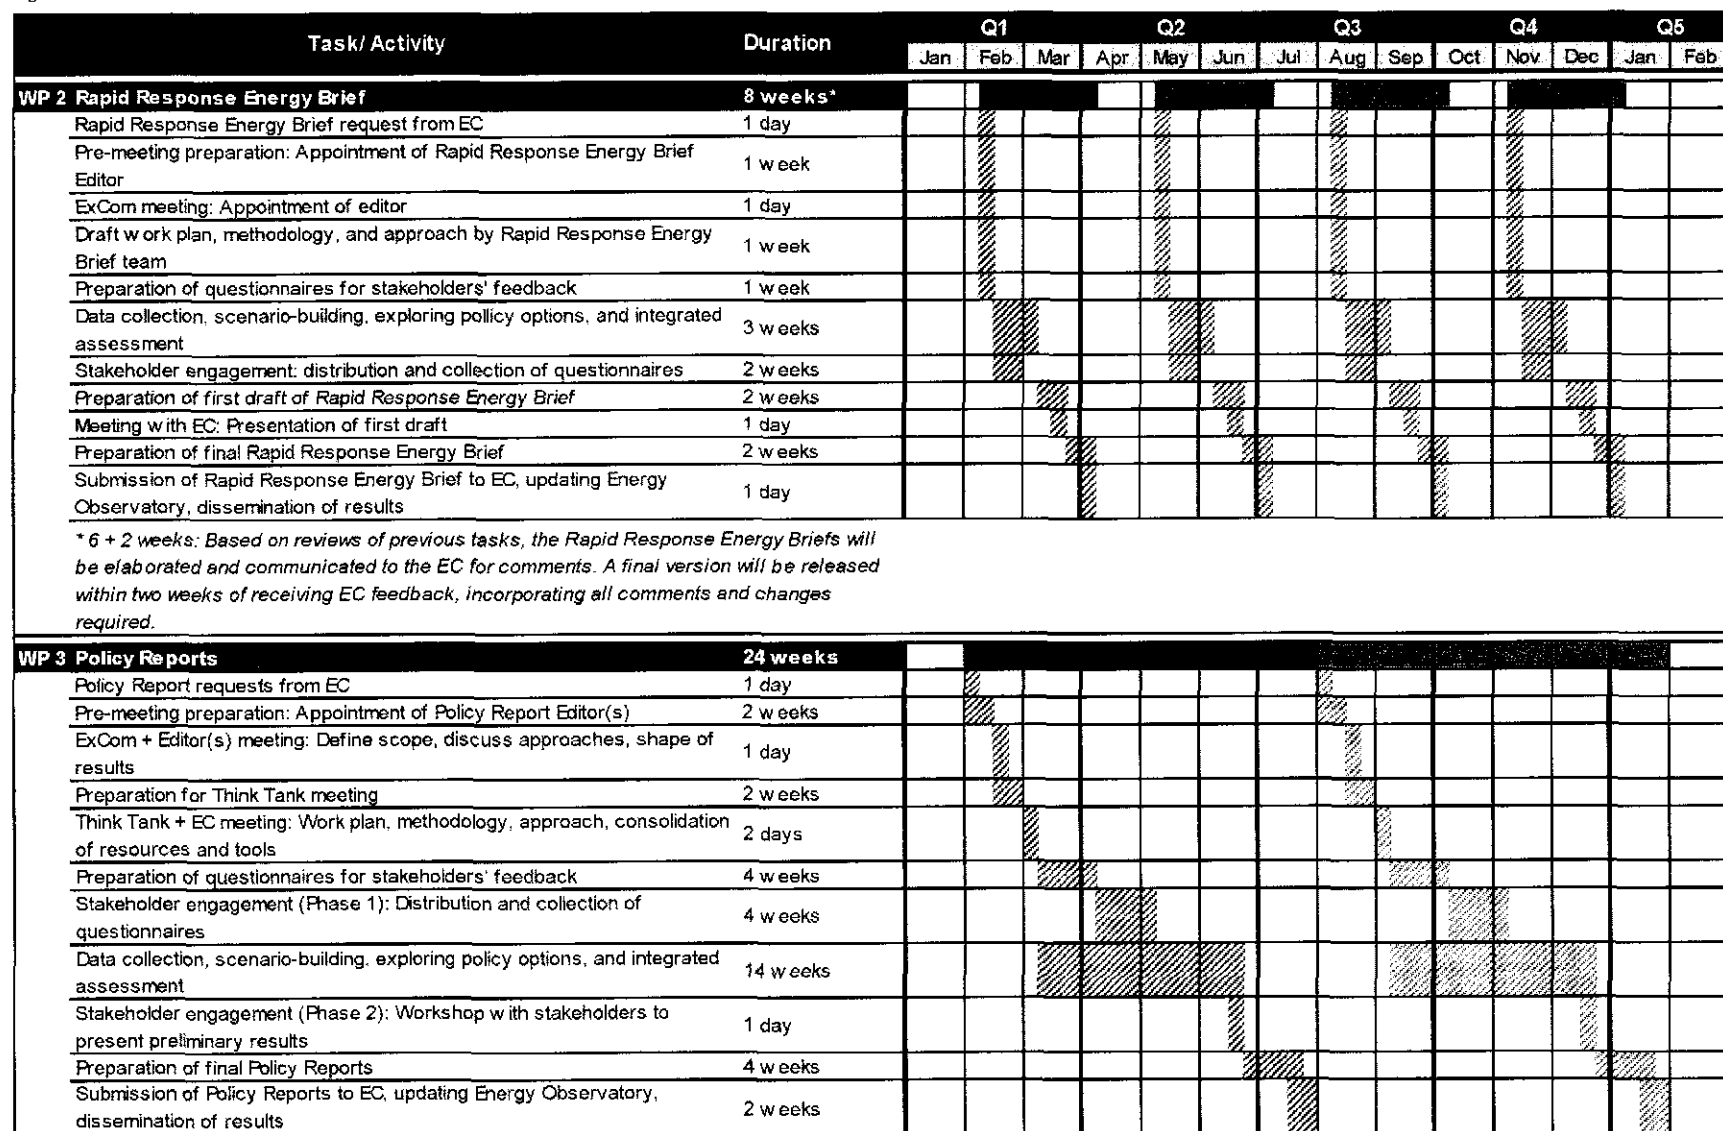 Q1 Q2 Q3 Q4 Q5
Task/ Activity Duration
Jan Feb Mar Apr May Jun Jul Aug Sep Oct Nov Dec Jan Feb
WP 2 Rapid Response Energy Brief 8 weeks*
Rapid Response Energy Brief request from EC 1 day
Pre-meeting preparation: Appointment of Rapid Response Energy Brief
Editor
1 week
ExCom meeting: Appointment of editor 1 day
Draft work plan, methodology, and approach by Rapid Response Energy
Brief team
1 week
Preparation of questionnaires for stakeholders' feedback 1 week
Data collection, scenario-building, exploring policy options, and integrated
assessment
3 weeks
Stakeholder engagement: distribution and collection of questionnaires 2 weeks
Preparation of first draft of Rapid Response Energy Brief 2 weeks
Meeting with EC: Presentation of first draft 1 day
Preparation of final Rapid Response Energy Brief 2 weeks
Submission of Rapid Response Energy Brief to EC, updating Energy
Observatory, dissemination of results
1 day
* 6 + 2 weeks: Based on reviews of previous tasks, the Rapid Response Energy Briefs will
be elaborated and communicated to the EC for comments. A final version will be released
within two weeks of receiving EC feedback, incorporating all comments and changes
required.
WP 3 Policy Reports 24 weeks
Policy Report requests from EC 1 day
Pre-meeting preparation: Appointment of Policy Report Editor(s) 2 weeks
ExCom + Editor(s) meeting: Define scope, discuss approaches, shape of
results
1 day
Preparation for Think Tank meeting 2 weeks
Think Tank + EC meeting: Work plan, methodology, approach, consolidation
of resources and tools
2 days
Preparation of questionnaires for stakeholders' feedback 4 weeks
Stakeholder engagement (Phase 1): Distribution and collection of
questionnaires
4 weeks
Data collection, scenario-building, exploring policy options, and integrated
assessment
14 weeks
Stakeholder engagement (Phase 2): Workshop with stakeholders to
present preliminary results
1 day
Preparation of final Policy Reports 4 weeks
Submission of Policy Reports to EC, updating Energy Observatory,
dissemination of results
2 weeks